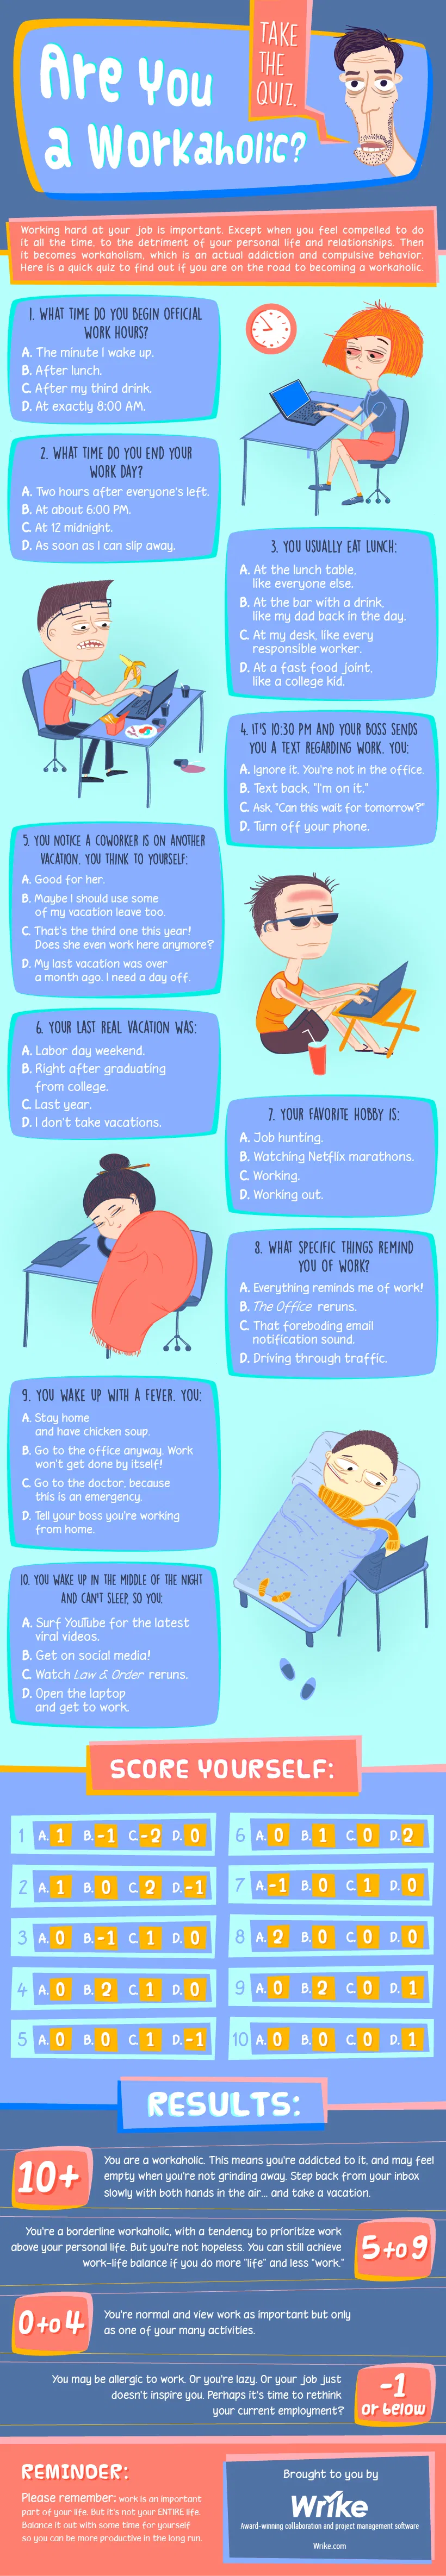 Are You
a Workaholic?
TAKE
THE
QUIZ.
Working hard at your job is important. Except when you feel compelled to do
it all the time, to the detriment of your personal life and relationships. Then
it becomes workaholism, which is an actual addiction and compulsive behavior.
Here is a quick quiz to find out if you are on the road to becoming a workaholic.
1. WHAT TIME DO YOU BEGIN OFFICIAL
WORK HOURS?
A. The minute I wake up.
B. After lunch.
C. After my third drink.
D. At exactly 8:00 AM.
2. WHAT TIME DO YOU END YOUR
WORK DAY?
A. Two hours after everyone's left.
B. At about 6:00 PM.
C. At 12 midnight.
D. As soon as I can slip away.
3. YOU USUALLY EAT LUNCH:
A. At the lunch table,
like everyone else.
B. At the bar with a drink,
like my dad back in the day.
C. At my desk, like every
responsible worker.
D. At a fast food joint,
like a college kid.
4. IT'S 10:30 PM AND YOUR BOSS SENDS
YOU A TEXT REGARDING WORK. YOU:
A. Ignore it. You're not in the office.
B. Text back, "I'm on it."
C. Ask, "Can this wait for tomorrow?"
D. Turn off your phone.
5. YOU NOTICE A COWORKER IS ON ANOTHER
VACATION. YOU THINK TO YOURSELF:
A. Good for her.
B. Maybe I should use some
of my vacation leave too.
C. That's the third one this year!
Does she even work here anymore?
D. My last vacation was over
a month ago. I need a day off.
6. YOUR LAST REAL VACATION WAS:
A. Labor day weekend.
B. Right after graduating
from college.
C. Last year.
D. I don't take vacations.
7. YOUR FAVORITE HOBBY IS:
A. Job hunting.
B. Watching Netflix marathons.
C. Working.
D. Working out.
8. WHAT SPECIFIC THINGS REMIND
YOU OF WORK?
A. Everything reminds me of work!
B. The Office reruns.
C. That foreboding email
notification sound.
D. Driving through traffic.
9. YOU WAKE UP WITH A FEVER. YOU:
A. Stay home
and have chicken soup.
B. Go to the office anyway. Work
won't get done by itself!
C. Go to the doctor, because
this is an emergency.
D. Tell your boss you're working
from home.
10. YOU WAKE UP IN THE MIDDLE OF THE NIGHT
AND CAN'T SLEEP, SO YOU:
A. Surf YouTube for the latest
viral videos.
B. Get on social media!
C. Watch Law & Order reruns.
D. Open the laptop
and get to work.
SCORE YOURSELF:
1 A. 1 B. -1 C. -2 D. 0
2 A. 1 B. 0 C. 2 D. -1
3 A. 0 B. -1 C. 1 D. 0
4 A. 0 B. 2 C. 1 D. 0
5 A. 0 B. 0 C. 1 D. -1
6 A. 0 B. 1 C. 0 D. 2
7 A. -1 B. 0 C. 1 D. 0
8 A. 2 B. 0 C. 0 D. 0
9 A. 0 B. 2 C. 0 D. 1
10 A. 0 B. 0 C. 0 D. 1
RESULTS:
10+
You are a workaholic. This means you're addicted to it, and may feel
empty when you're not grinding away. Step back from your inbox
slowly with both hands in the air... and take a vacation.
You're a borderline workaholic, with a tendency to prioritize work
above your personal life. But you're not hopeless. You can still achieve
work-life balance if you do more "life" and less "work."
5 to 9
0 to 4
You're normal and view work as important but only
as one of your many activities.
You may be allergic to work. Or you're lazy. Or your job just
doesn't inspire you. Perhaps it's time to rethink
your current employment?
-1
or below
REMINDER:
Please remember: work is an important
part of your life. But it's not your ENTIRE life.
Balance it out with some time for yourself
so you can be more productive in the long run.
Brought to you by
Wrike
Award-winning collaboration and project management software
Wrike.com